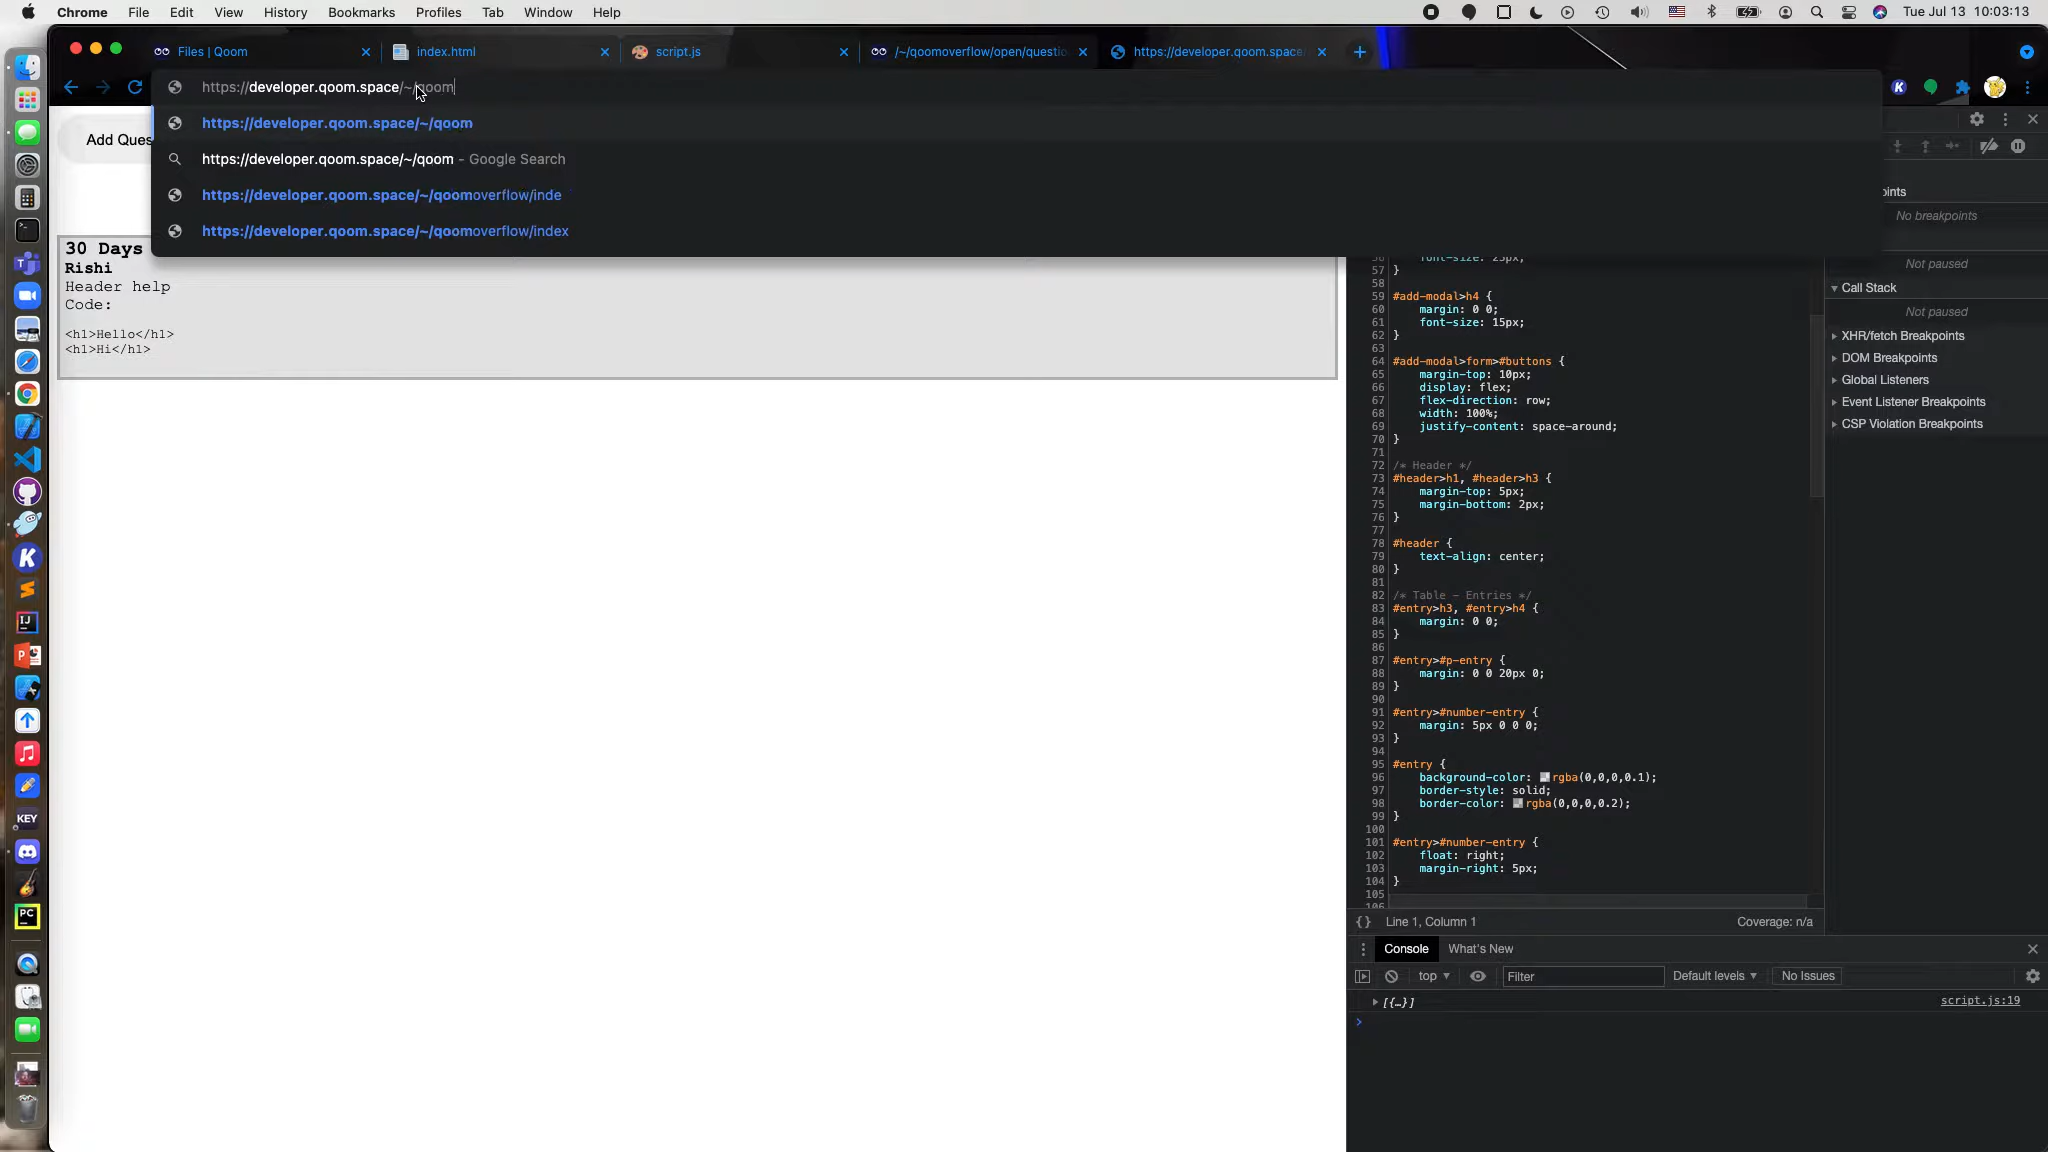 Chrome File Edit View History Bookmarks Profiles Tab Window Help Tue Jul 13 10:03:13
Files | Qoom index.html script.js /~/qoomoverflow/open/questio https://developer.qoom.space/
https://developer.qoom.space/~/qoom
https://developer.qoom.space/~/qoom
https://developer.qoom.space/~/qoom - Google Search
https://developer.qoom.space/~/qoomoverflow/inde
https://developer.qoom.space/~/qoomoverflow/index
Add Ques
30 Days
Rishi
Header help
Code:
<h1>Hello</h1>
<h1>Hi</h1>
56 font-size: 25px;
57 }
58
59 #add-modal>h4 {
60 margin: 0 0;
61 font-size: 15px;
62 }
63
64 #add-modal>form>#buttons {
65 margin-top: 10px;
66 display: flex;
67 flex-direction: row;
68 width: 100%;
69 justify-content: space-around;
70 }
71
72 /* Header */
73 #header>h1, #header>h3 {
74 margin-top: 5px;
75 margin-bottom: 2px;
76 }
77
78 #header {
79 text-align: center;
80 }
81
82 /* Table - Entries */
83 #entry>h3, #entry>h4 {
84 margin: 0 0;
85 }
86
87 #entry>#p-entry {
88 margin: 0 0 20px 0;
89 }
90
91 #entry>#number-entry {
92 margin: 5px 0 0 0;
93 }
94
95 #entry {
96 background-color: rgba(0,0,0,0.1);
97 border-style: solid;
98 border-color: rgba(0,0,0,0.2);
99 }
100
101 #entry>#number-entry {
102 float: right;
103 margin-right: 5px;
104 }
105
106
{} Line 1, Column 1 Coverage: n/a
oints
No breakpoints
Not paused
Call Stack
Not paused
XHR/fetch Breakpoints
DOM Breakpoints
Global Listeners
Event Listener Breakpoints
CSP Violation Breakpoints
Console What's New
top Filter Default levels No Issues
[{…}] script.js:19
>
KEY
IJ
PC
K
K
P